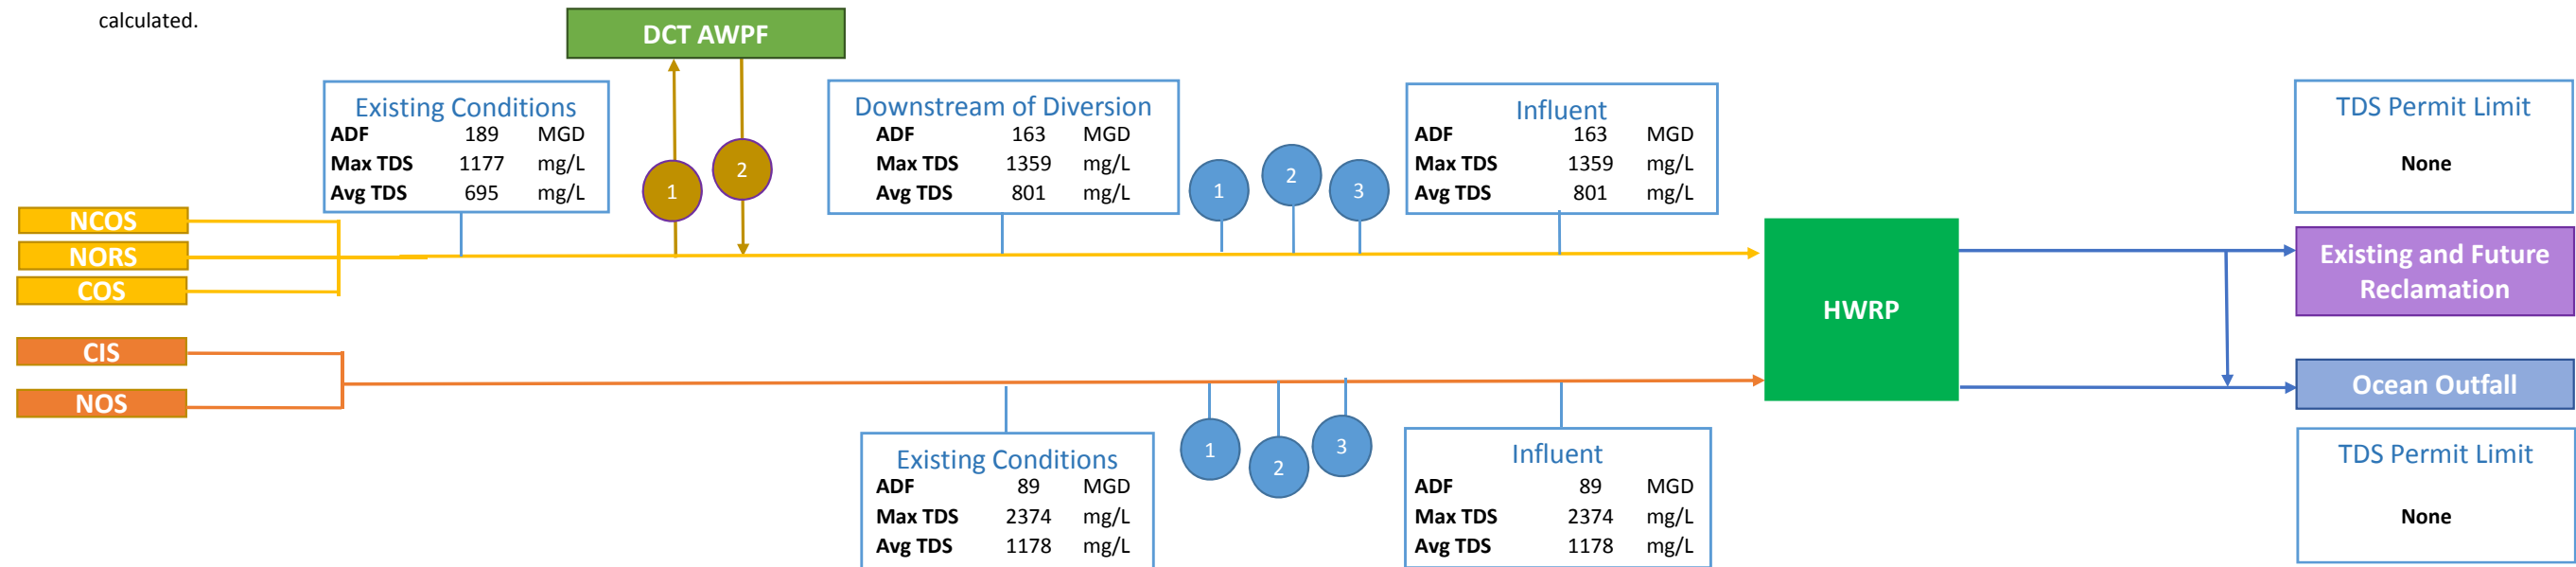 calculated.
DCT AWPF
Existing Conditions
ADF 189 MGD
Max TDS 1177 mg/L
Avg TDS 695 mg/L
1
2
Downstream of Diversion
ADF 163 MGD
Max TDS 1359 mg/L
Avg TDS 801 mg/L
1
2
3
Influent
ADF 163 MGD
Max TDS 1359 mg/L
Avg TDS 801 mg/L
TDS Permit Limit
None
NCOS
NORS
COS
CIS
NOS
HWRP
Existing and Future
Reclamation
Ocean Outfall
Existing Conditions
ADF 89 MGD
Max TDS 2374 mg/L
Avg TDS 1178 mg/L
1
2
3
Influent
ADF 89 MGD
Max TDS 2374 mg/L
Avg TDS 1178 mg/L
TDS Permit Limit
None